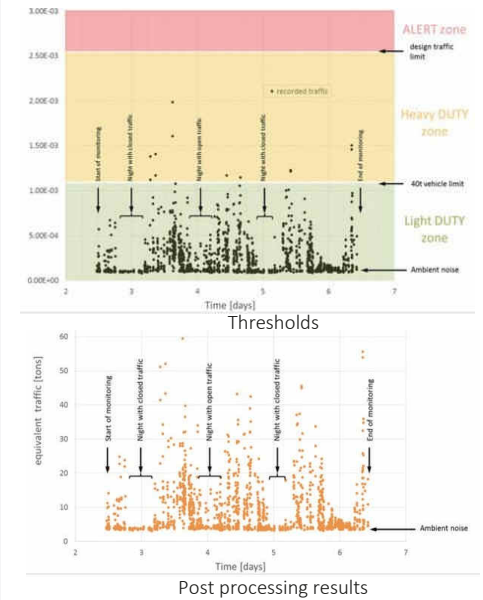 3.00E-03
2.50E-03
2.00E-03
1.50E-03
1.00E-03
5.00E-04
0.00E+00
ALERT zone
design traffic
limit
recorded traffic
Heavy DUTY
zone
Start of monitoring
Night with closed traffic
Night with open traffic
Night with closed traffic
End of monitoring
40t vehicle limit
Light DUTY
zone
Ambient noise
2 3 4 5 6 7
Time [days]
Thresholds
equivalent traffic [tons]
60
50
40
30
20
10
0
Start of monitoring
Night with closed traffic
Night with open traffic
Night with closed traffic
End of monitoring
Ambient noise
2 3 4 5 6 7
Time [days]
Post processing results